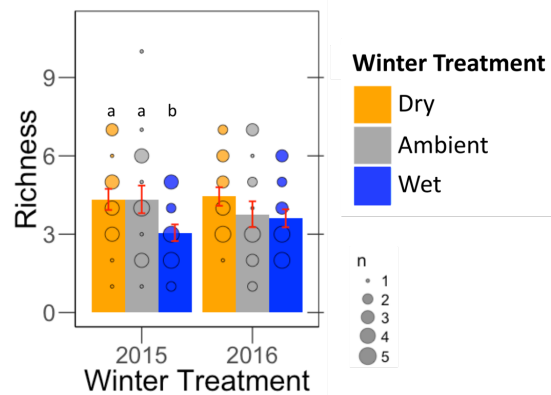 Richness
9
6
3
0
a a b
2015 2016
Winter Treatment
Winter Treatment
Dry
Ambient
Wet
n
1
2
3
4
5